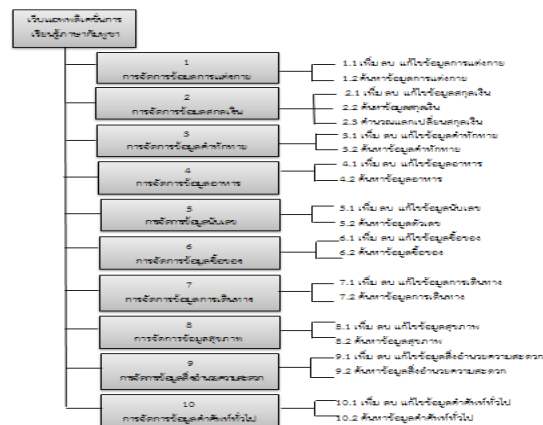 เว็บแอพพลิเคชั่นการ
เรียนรู้ภาษากัมพูชา
1
การจัดการข้อมูลการแต่งกาย
1.1 เพิ่ม ลบ แก้ไขข้อมูลการแต่งกาย
1.2 ค้นหาข้อมูลการแต่งกาย
2
การจัดการข้อมูลสกุลเงิน
2.1 เพิ่ม ลบ แก้ไขข้อมูลสกุลเงิน
2.2 ค้นหาข้อมูลสกุลเงิน
2.3 คำนวณแลกเปลี่ยนสกุลเงิน
3
การจัดการข้อมูลคำทักทาย
3.1 เพิ่ม ลบ แก้ไขข้อมูลคำทักทาย
3.2 ค้นหาข้อมูลคำทักทาย
4
การจัดการข้อมูลอาหาร
4.1 เพิ่ม ลบ แก้ไขข้อมูลอาหาร
4.2 ค้นหาข้อมูลอาหาร
5
การจัดการข้อมูลนับเลข
5.1 เพิ่ม ลบ แก้ไขข้อมูลนับเลข
5.2 ค้นหาข้อมูลตัวเลข
6
การจัดการข้อมูลซื้อของ
6.1 เพิ่ม ลบ แก้ไขข้อมูลซื้อของ
6.2 ค้นหาข้อมูลซื้อของ
7
การจัดการข้อมูลการเดินทาง
7.1 เพิ่ม ลบ แก้ไขข้อมูลการเดินทาง
7.2 ค้นหาข้อมูลการเดินทาง
8
การจัดการข้อมูลสุขภาพ
8.1 เพิ่ม ลบ แก้ไขข้อมูลสุขภาพ
8.2 ค้นหาข้อมูลสุขภาพ
9
การจัดการข้อมูลสิ่งอำนวยความสะดวก
9.1 เพิ่ม ลบ แก้ไขข้อมูลสิ่งอำนวยความสะดวก
9.2 ค้นหาข้อมูลสิ่งอำนวยความสะดวก
10
การจัดการข้อมูลคำศัพท์ทั่วไป
10.1 เพิ่ม ลบ แก้ไขข้อมูลคำศัพท์ทั่วไป
10.2 ค้นหาข้อมูลคำศัพท์ทั่วไป